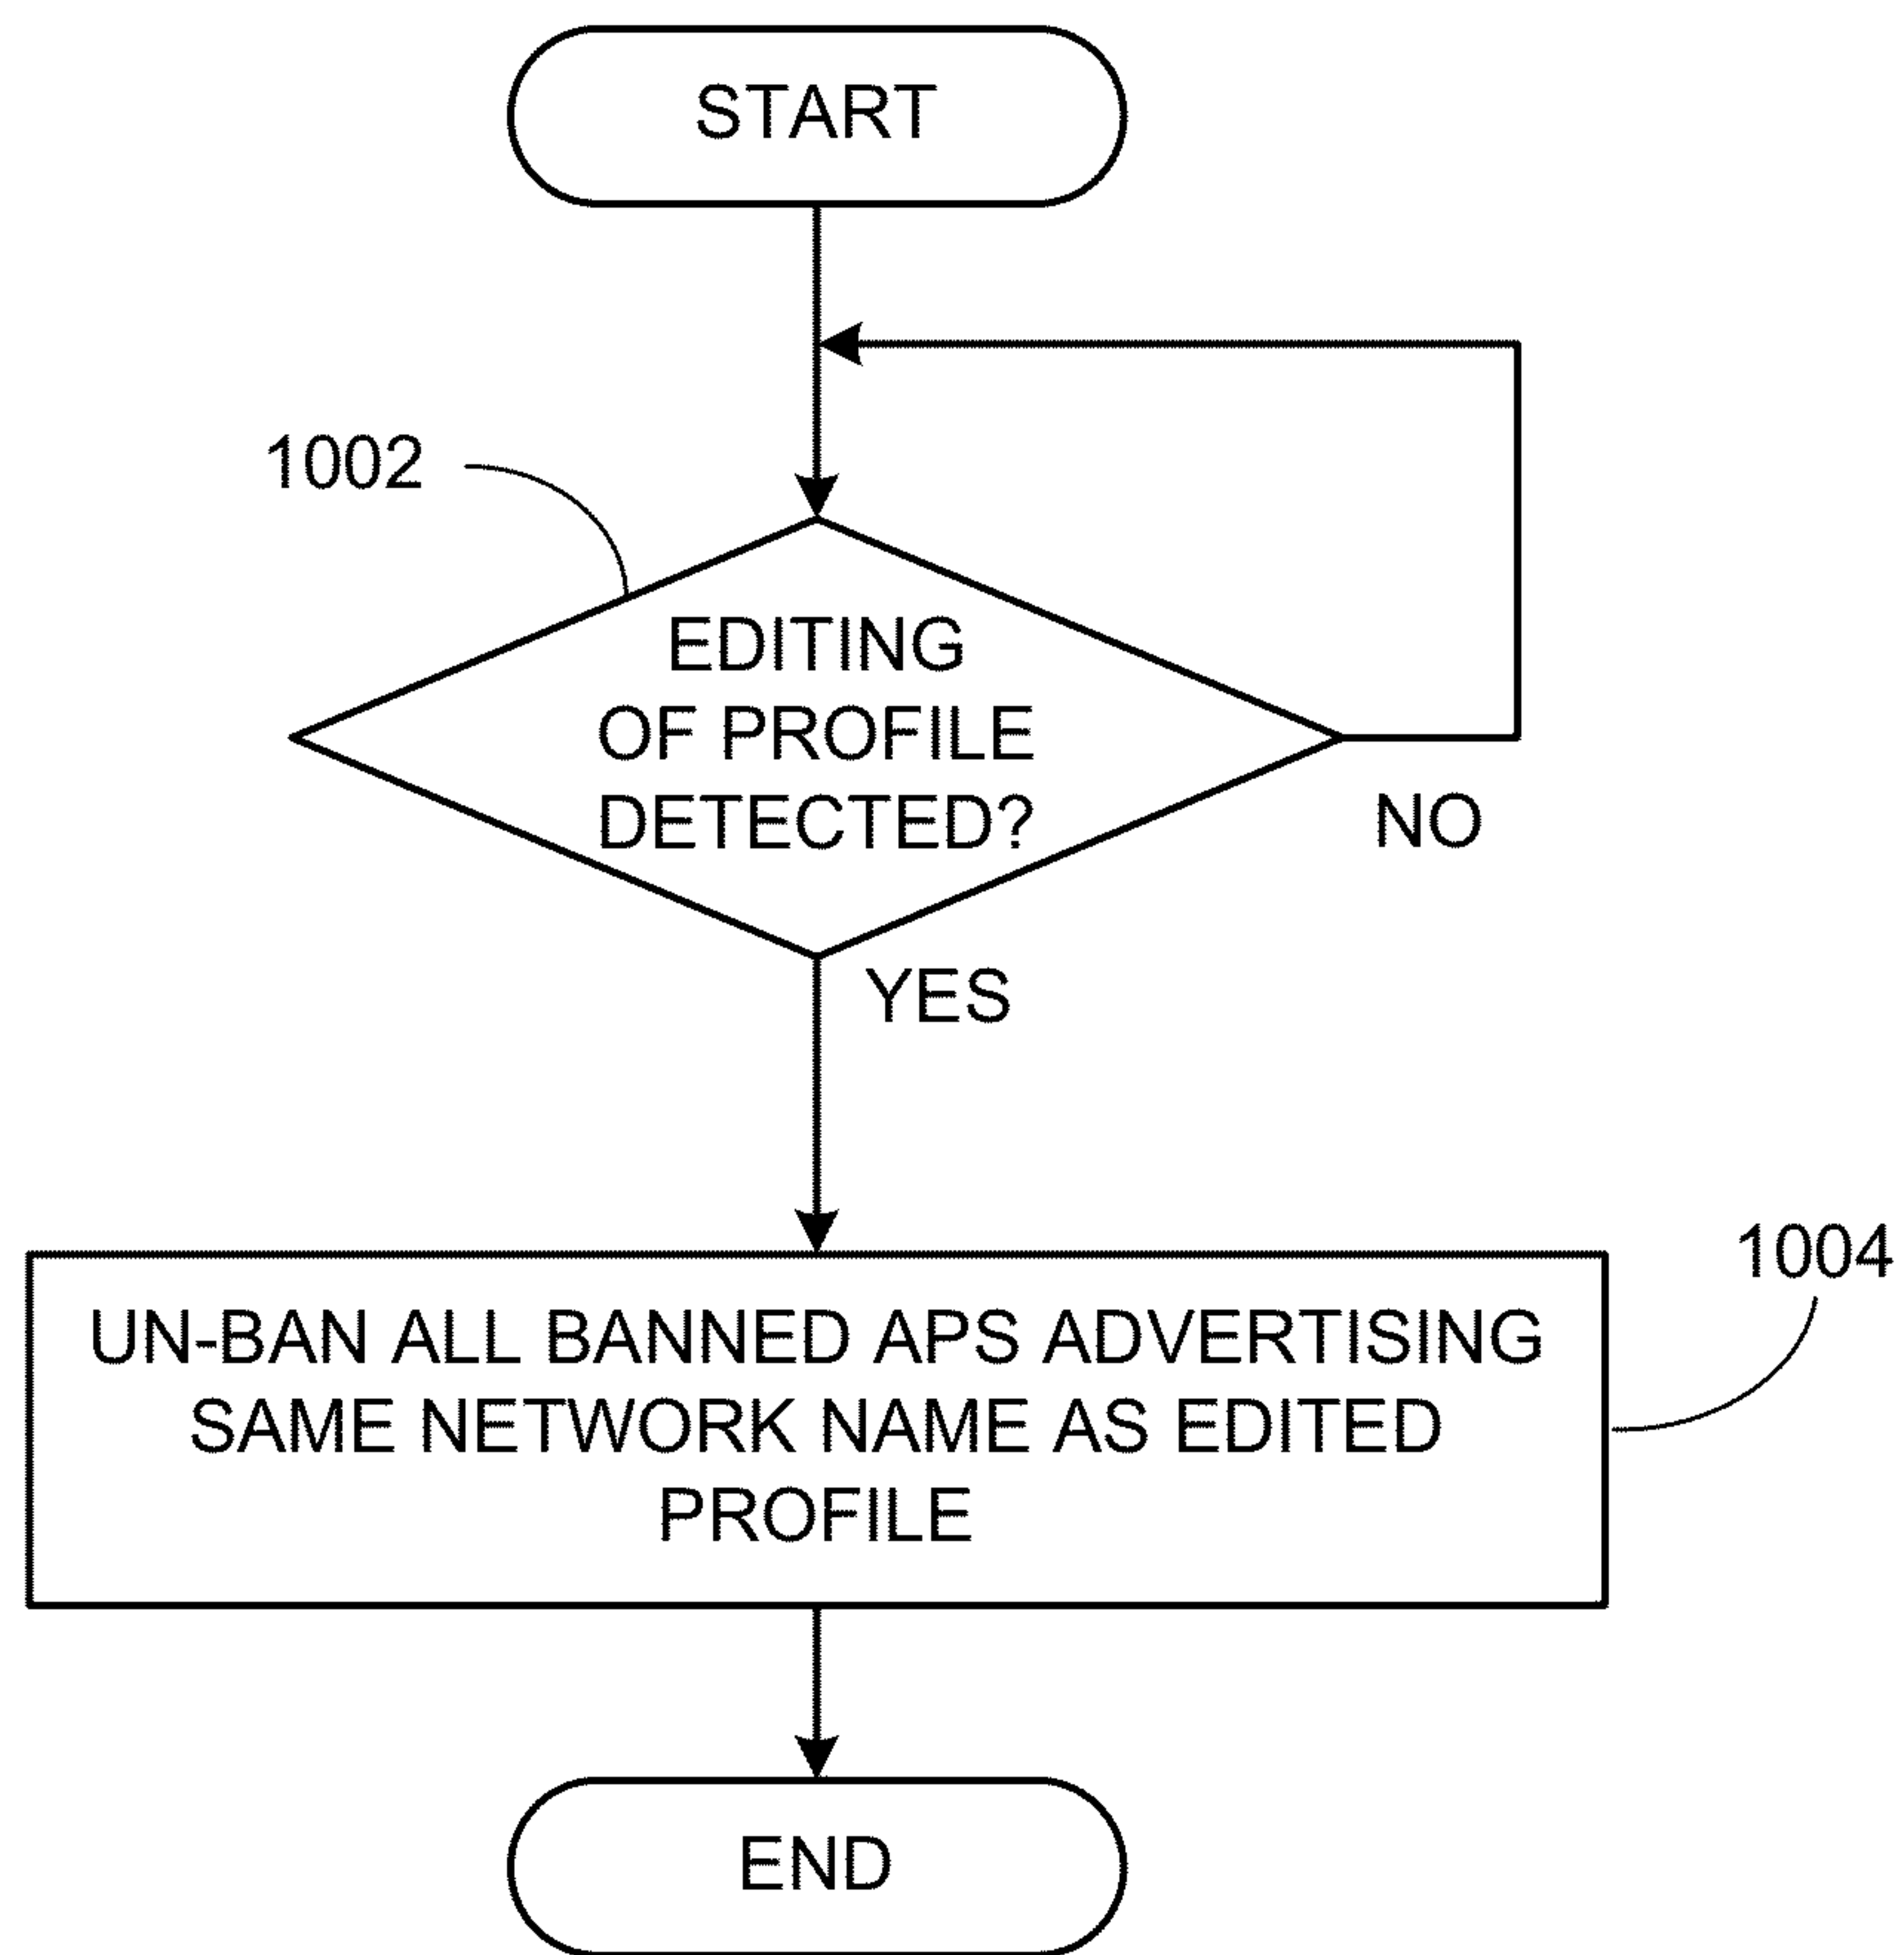 START
1002
EDITING
OF PROFILE
DETECTED?
NO
YES
1004
UN-BAN ALL BANNED APS ADVERTISING
SAME NETWORK NAME AS EDITED
PROFILE
END